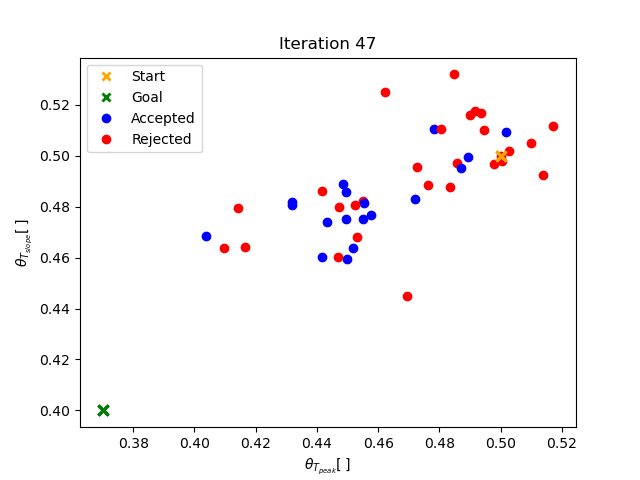 Iteration 47
Start
Goal
Accepted
Rejected
0.52
0.50
0.48
0.46
0.44
0.42
0.40
θ_{T_{slope}}[ ]
0.38 0.40 0.42 0.44 0.46 0.48 0.50 0.52
θ_{T_{peak}}[ ]